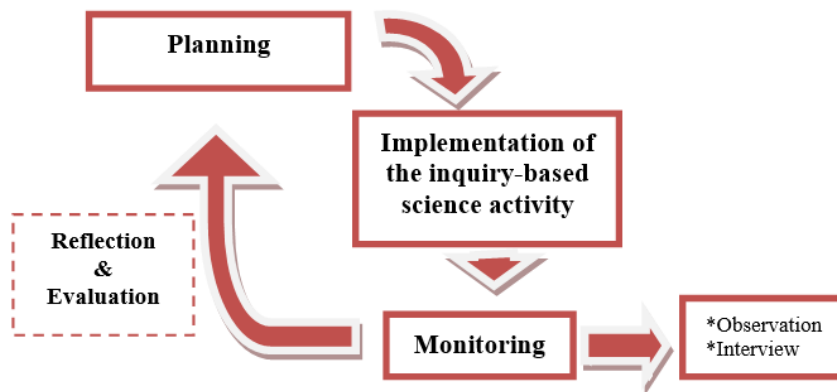 Planning
Implementation of
the inquiry-based
science activity
Reflection
&
Evaluation
Monitoring
*Observation
*Interview